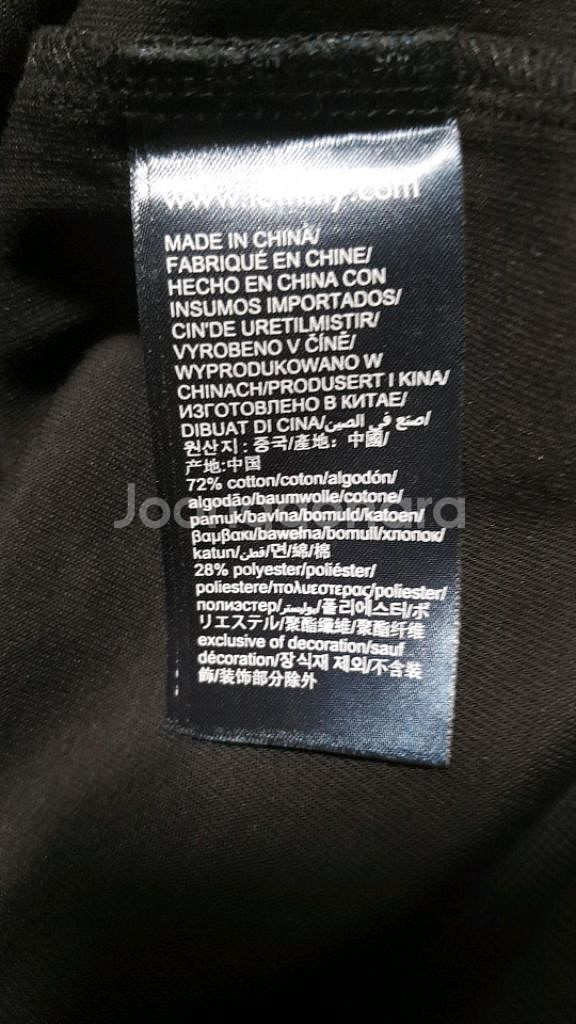 MADE IN CHINA/
FABRIQUÉ EN CHINE/
HECHO EN CHINA CON
INSUMOS IMPORTADOS/
CIN'DE URETILMISTIR/
VYROBENO V ČÍNĚ/
WYPRODUKOWANO W
CHINACH/PRODUSERT I KINA/
ИЗГОТОВЛЕНО В КИТАЕ/
DIBUAT DI CINA/صنع في الصين/
원산지 : 중국/產地：中國/
产地:中国
72% cotton/coton/algodón/
algodão/baumwolle/cotone/
pamuk/bavlna/bomuld/katoen/
βαμβακι/bawełna/bomull/хлопок/
katun/قطن/면/綿/棉
28% polyester/poliéster/
poliestere/πολυεστερας/poliester/
полиэстер/بوليستر/폴리에스터/ポ
リエステル/聚酯纖維/聚酯纤维
exclusive of decoration/sauf
décoration/장식재 제외/不含裝
飾/装饰部分除外